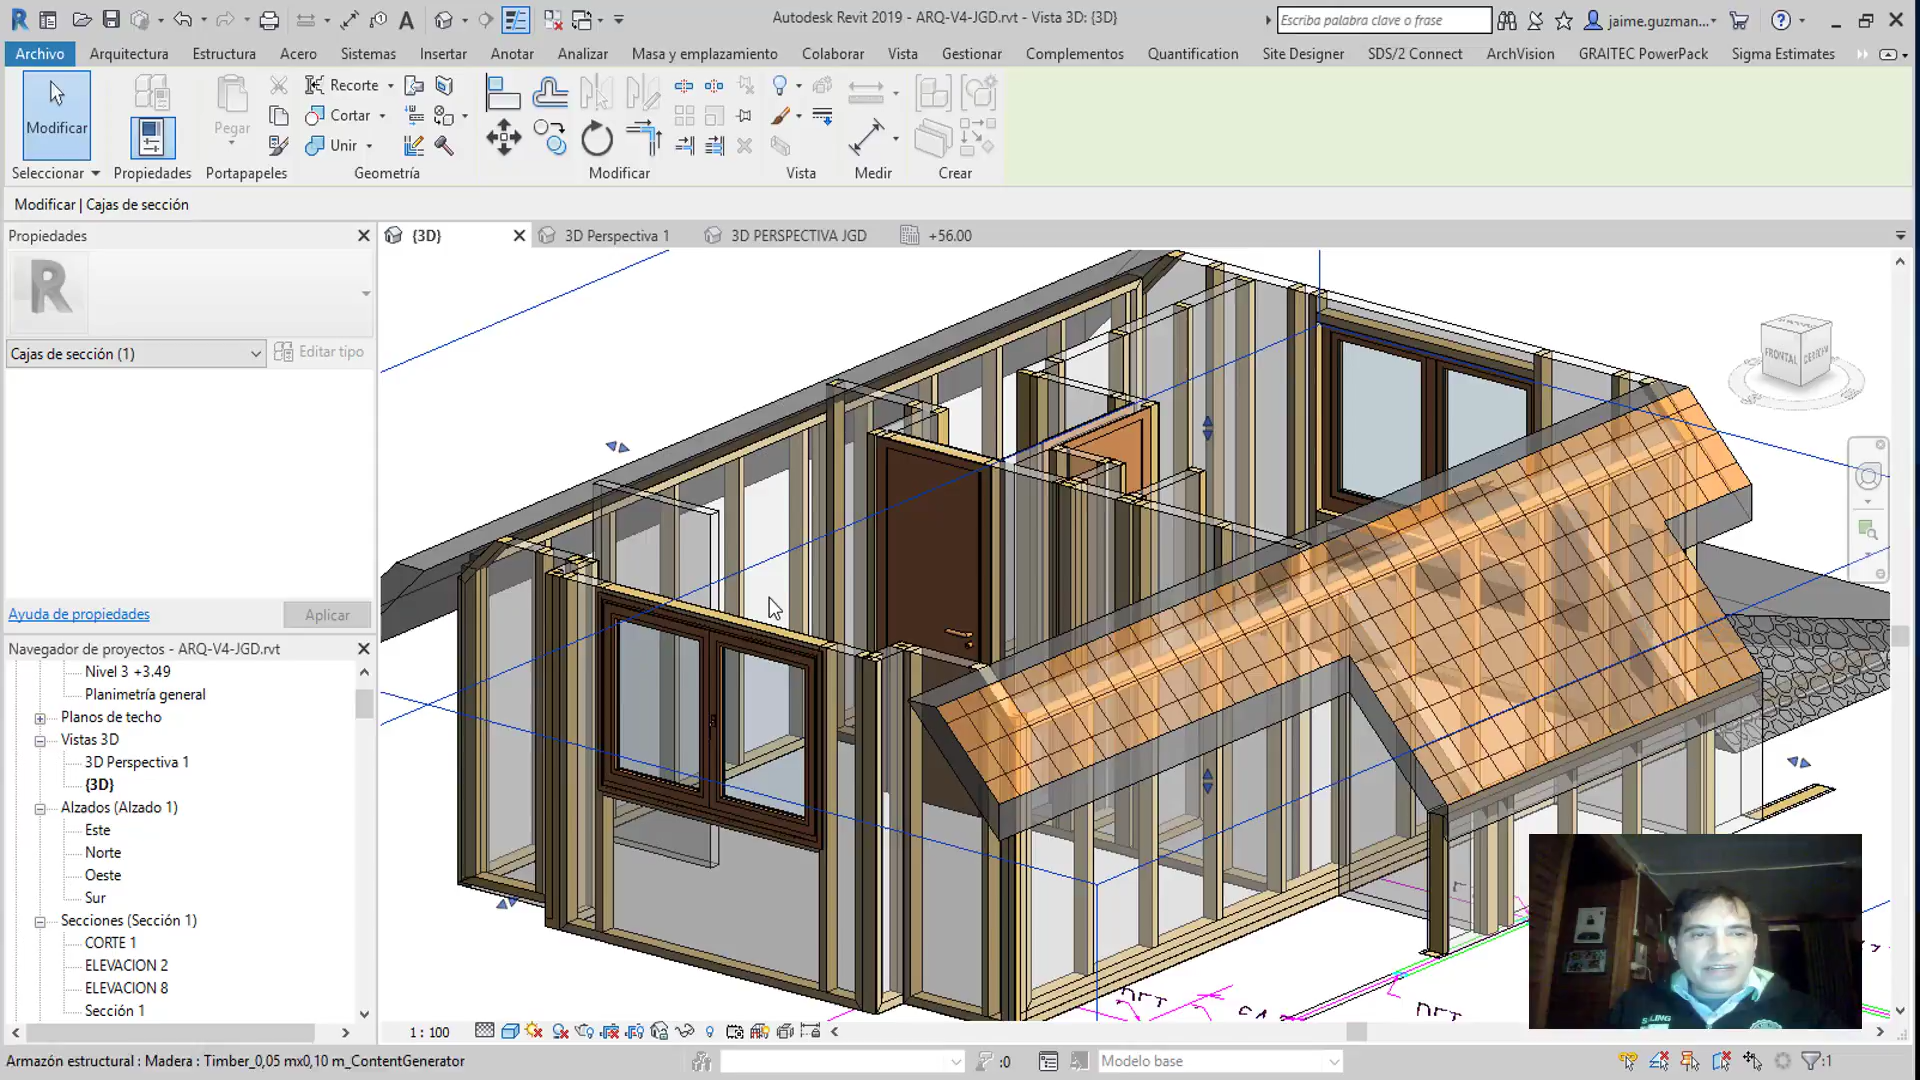 Autodesk Revit 2019 - ARQ-V4-JGD.rvt - Vista 3D: {3D}
Escriba palabra clave o frase
jaime.guzman...
Archivo
Arquitectura
Estructura
Acero
Sistemas
Insertar
Anotar
Analizar
Masa y emplazamiento
Colaborar
Vista
Gestionar
Complementos
Quantification
Site Designer
SDS/2 Connect
ArchVision
GRAITEC PowerPack
Sigma Estimates
Modificar
Pegar
Recorte
Cortar
Unir
Seleccionar
Propiedades
Portapapeles
Geometría
Modificar
Vista
Medir
Crear
Modificar | Cajas de sección
Propiedades
{3D}
3D Perspectiva 1
3D PERSPECTIVA JGD
+56.00
R
Cajas de sección (1)
Editar tipo
FRONTAL
Ayuda de propiedades
Aplicar
Navegador de proyectos - ARQ-V4-JGD.rvt
Nivel 3 +3.49
Planimetría general
Planos de techo
Vistas 3D
3D Perspectiva 1
{3D}
Alzados (Alzado 1)
Este
Norte
Oeste
Sur
Secciones (Sección 1)
CORTE 1
ELEVACION 2
ELEVACION 8
Sección 1
1 : 100
Armazón estructural : Madera : Timber_0,05 mx0,10 m_ContentGenerator
:0
Modelo base
:1